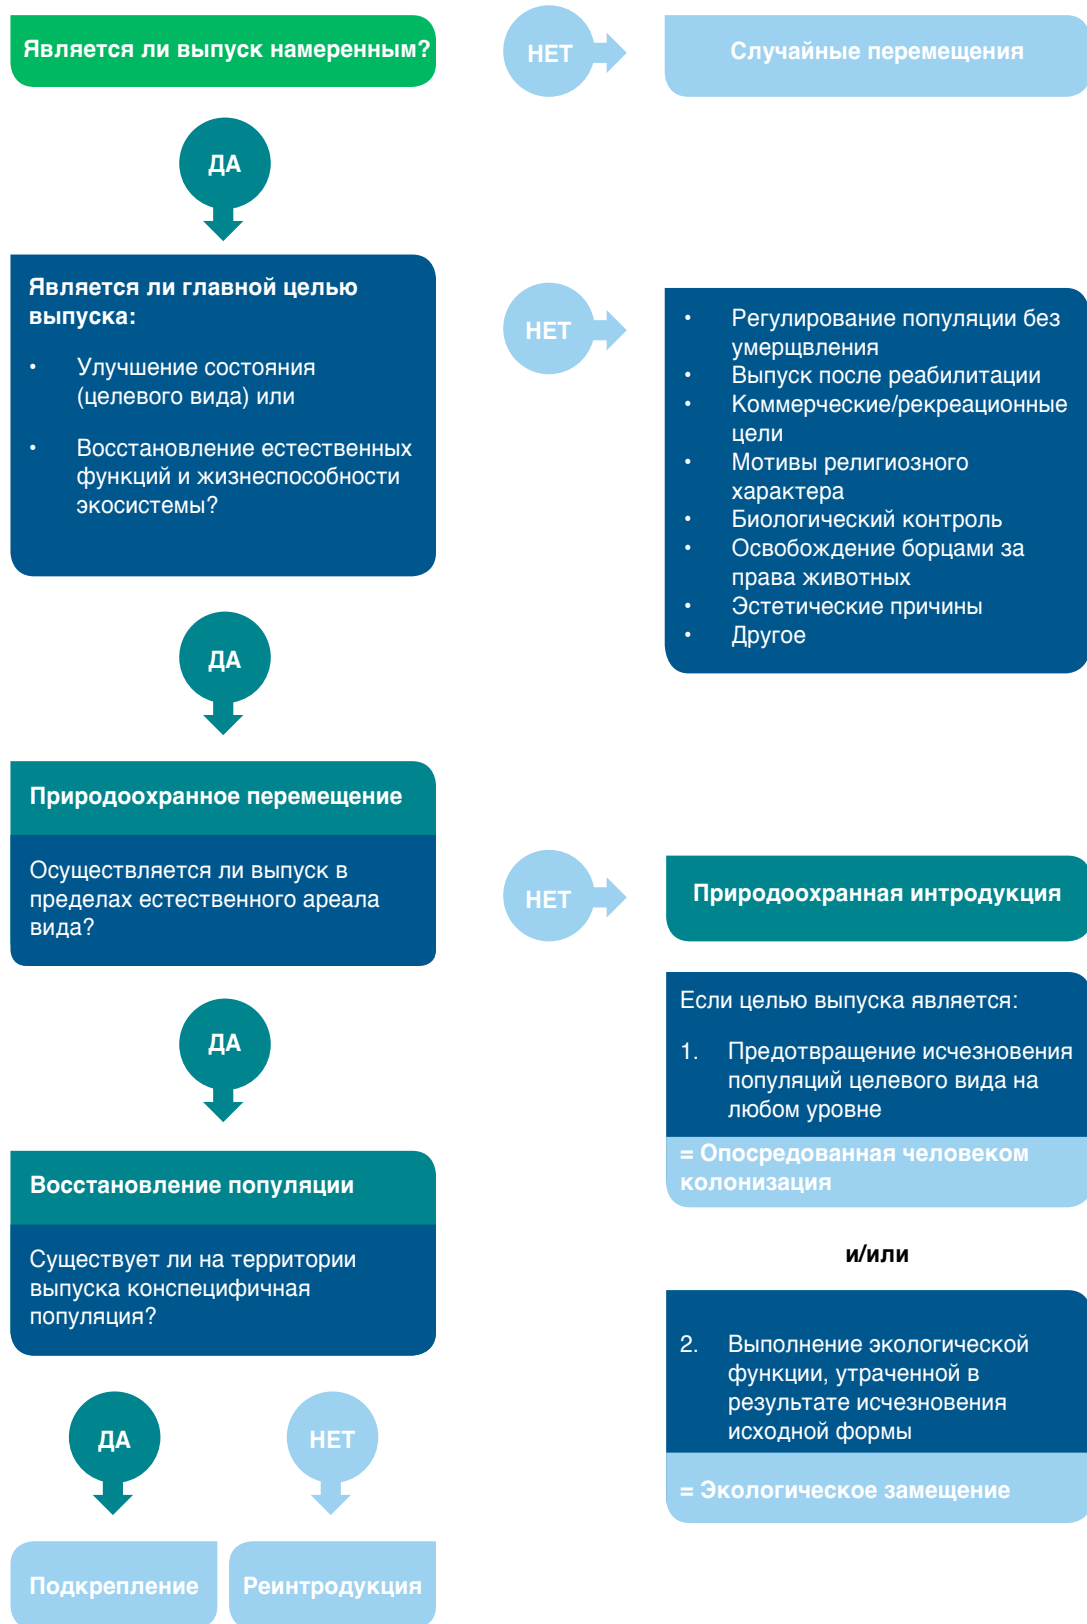 Является ли выпуск намеренным?
НЕТ
Случайные перемещения
ДА
Является ли главной целью
выпуска:
• Улучшение состояния
(целевого вида) или
• Восстановление естественных
функций и жизнеспособности
экосистемы?
НЕТ
• Регулирование популяции без
умерщвления
• Выпуск после реабилитации
• Коммерческие/рекреационные
цели
• Мотивы религиозного
характера
• Биологический контроль
• Освобождение борцами за
права животных
• Эстетические причины
• Другое
ДА
Природоохранное перемещение
Осуществляется ли выпуск в
пределах естественного ареала
вида?
НЕТ
Природоохранная интродукция
Если целью выпуска является:
1. Предотвращение исчезновения
популяций целевого вида на
любом уровне
= Опосредованная человеком
колонизация
и/или
2. Выполнение экологической
функции, утраченной в
результате исчезновения
исходной формы
= Экологическое замещение
ДА
Восстановление популяции
Существует ли на территории
выпуска конспецифичная
популяция?
ДА
НЕТ
Подкрепление
Реинтродукция